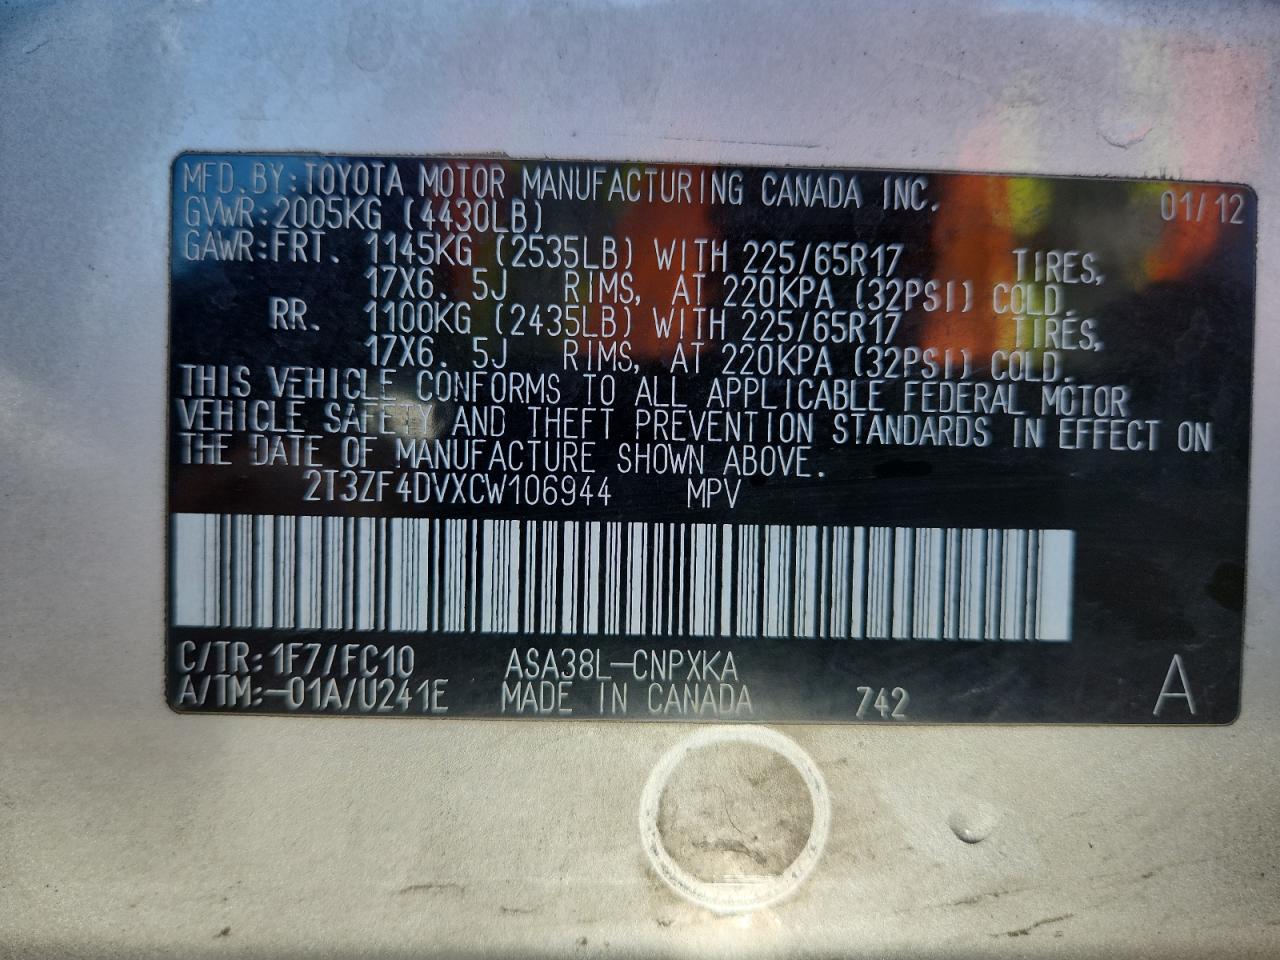 MFD. BY: TOYOTA MOTOR MANUFACTURING CANADA INC. 01/12
GVWR: 2005KG (4430LB)
GAWR: FRT. 1145KG (2535LB) WITH 225/65R17 TIRES,
17X6. 5J RIMS, AT 220KPA (32PSI) COLD.
RR. 1100KG (2435LB) WITH 225/65R17 TIRES,
17X6. 5J RIMS, AT 220KPA (32PSI) COLD.
THIS VEHICLE CONFORMS TO ALL APPLICABLE FEDERAL MOTOR
VEHICLE SAFETY AND THEFT PREVENTION STANDARDS IN EFFECT ON
THE DATE OF MANUFACTURE SHOWN ABOVE.
2T3ZF4DVXCW106944 MPV
C/TR: 1F7/FC10 ASA38L-CNPXKA
A/TM: -01A/U241E MADE IN CANADA 742 A